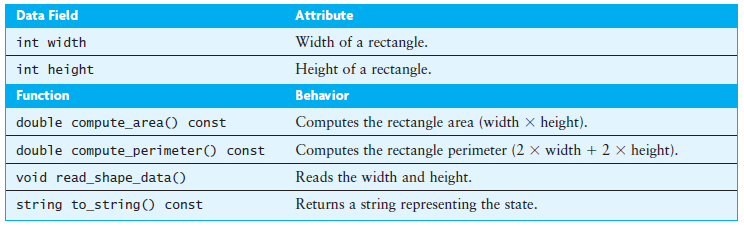 Data Field Attribute
int width Width of a rectangle.
int height Height of a rectangle.
Function Behavior
double compute_area() const Computes the rectangle area (width × height).
double compute_perimeter() const Computes the rectangle perimeter (2 × width + 2 × height).
void read_shape_data() Reads the width and height.
string to_string() const Returns a string representing the state.